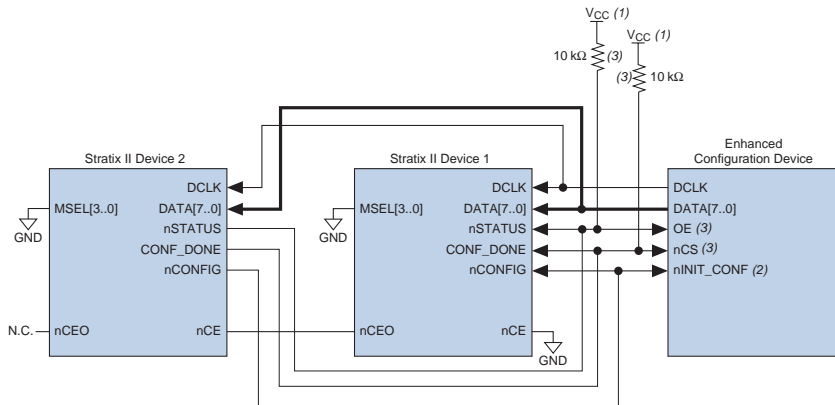 VCC (1)
VCC (1)
10 kΩ
(3)
(3)
10 kΩ
Stratix II Device 2
Stratix II Device 1
Enhanced
Configuration Device
DCLK
DCLK
DCLK
MSEL[3..0]
DATA[7..0]
MSEL[3..0]
DATA[7..0]
DATA[7..0]
GND
nSTATUS
GND
nSTATUS
OE (3)
CONF_DONE
CONF_DONE
nCS (3)
nCONFIG
nCONFIG
nINIT_CONF (2)
N.C.
nCEO
nCE
nCEO
nCE
GND